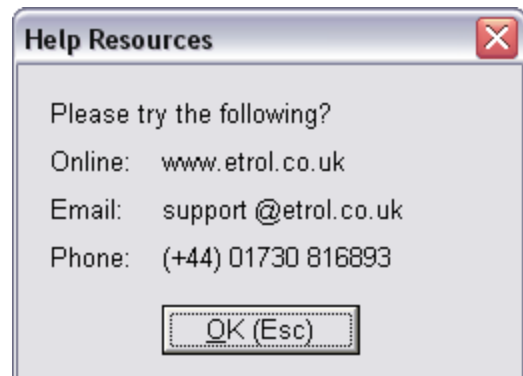 Help Resources
Please try the following?
Online: www.etrol.co.uk
Email: support @etrol.co.uk
Phone: (+44) 01730 816893
OK (Esc)